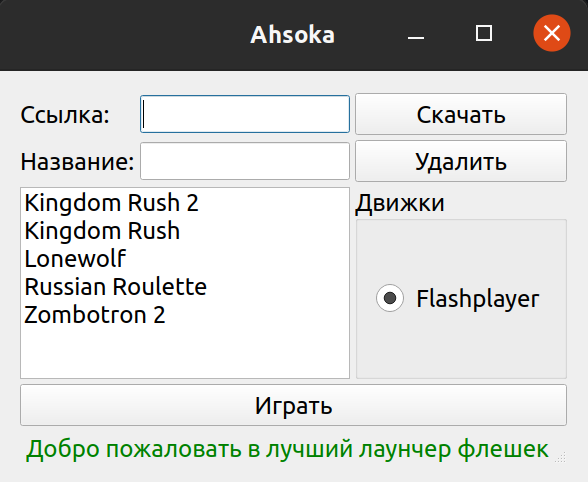 Ahsoka
Ссылка:
Скачать
Название:
Удалить
Kingdom Rush 2
Kingdom Rush
Lonewolf
Russian Roulette
Zombotron 2
Движки
Flashplayer
Играть
Добро пожаловать в лучший лаунчер флешек